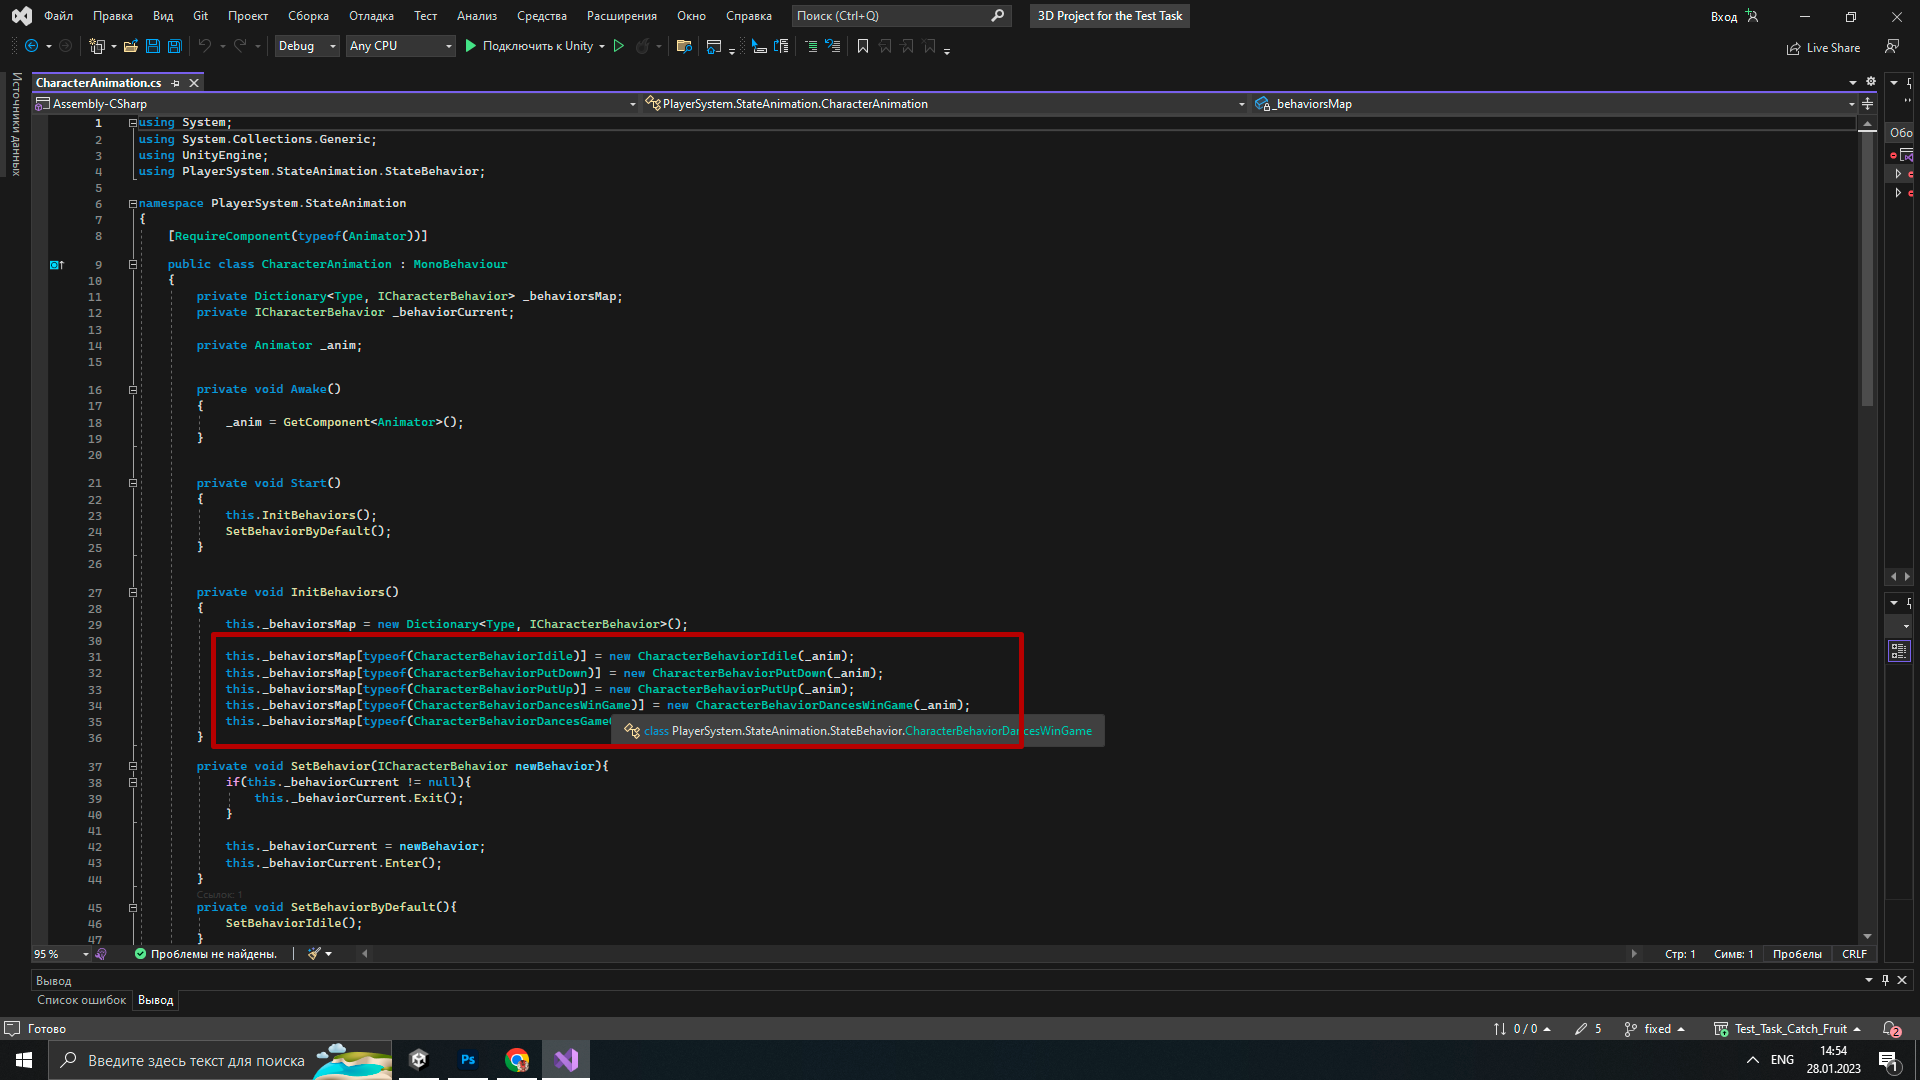 Файл Правка Вид Git Проект Сборка Отладка Тест Анализ Средства Расширения Окно Справка Поиск (Ctrl+Q) 3D Project for the Test Task Вход
Debug Any CPU Подключить к Unity Live Share
Источники данных
CharacterAnimation.cs
Assembly-CSharp PlayerSystem.StateAnimation.CharacterAnimation _behaviorsMap
Обо
1 using System;
2 using System.Collections.Generic;
3 using UnityEngine;
4 using PlayerSystem.StateAnimation.StateBehavior;
5
6 namespace PlayerSystem.StateAnimation
7 {
8 [RequireComponent(typeof(Animator))]
9 public class CharacterAnimation : MonoBehaviour
10 {
11 private Dictionary<Type, ICharacterBehavior> _behaviorsMap;
12 private ICharacterBehavior _behaviorCurrent;
13
14 private Animator _anim;
15
16 private void Awake()
17 {
18 _anim = GetComponent<Animator>();
19 }
20
21 private void Start()
22 {
23 this.InitBehaviors();
24 SetBehaviorByDefault();
25 }
26
27 private void InitBehaviors()
28 {
29 this._behaviorsMap = new Dictionary<Type, ICharacterBehavior>();
30
31 this._behaviorsMap[typeof(CharacterBehaviorIdile)] = new CharacterBehaviorIdile(_anim);
32 this._behaviorsMap[typeof(CharacterBehaviorPutDown)] = new CharacterBehaviorPutDown(_anim);
33 this._behaviorsMap[typeof(CharacterBehaviorPutUp)] = new CharacterBehaviorPutUp(_anim);
34 this._behaviorsMap[typeof(CharacterBehaviorDancesWinGame)] = new CharacterBehaviorDancesWinGame(_anim);
35 this._behaviorsMap[typeof(CharacterBehaviorDancesGame
class PlayerSystem.StateAnimation.StateBehavior.CharacterBehaviorDancesWinGame
36 }
37 private void SetBehavior(ICharacterBehavior newBehavior){
38 if(this._behaviorCurrent != null){
39 this._behaviorCurrent.Exit();
40 }
41
42 this._behaviorCurrent = newBehavior;
43 this._behaviorCurrent.Enter();
44 }
Ссылок: 1
45 private void SetBehaviorByDefault(){
46 SetBehaviorIdile();
47 }
95 % Проблемы не найдены. Стр: 1 Симв: 1 Пробелы CRLF
Вывод
Список ошибок Вывод
Готово 0 / 0 5 fixed Test_Task_Catch_Fruit 2
Введите здесь текст для поиска Ps ENG 14:54
28.01.2023 1